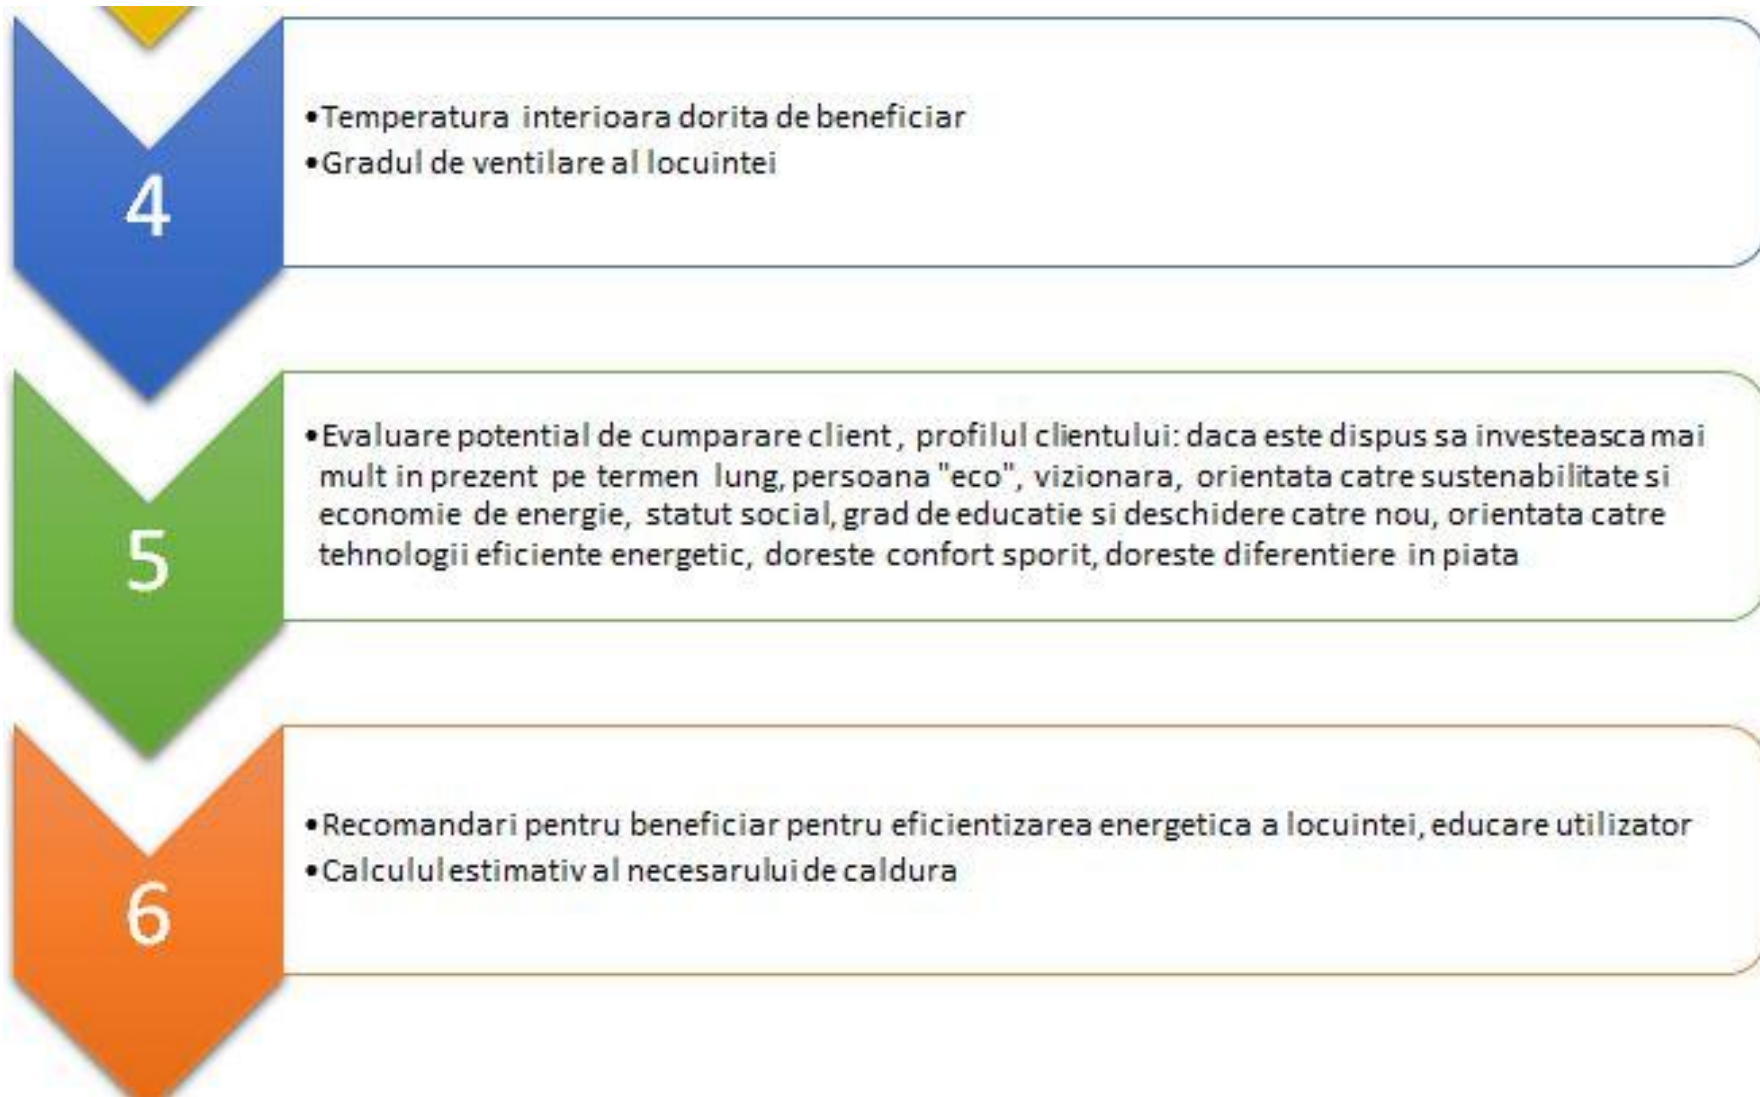 4
•Temperatura interioara dorita de beneficiar
•Gradul de ventilare al locuintei
5
•Evaluare potential de cumparare client, profilul clientului: daca este dispus sa investeasca mai
mult in prezent pe termen lung, persoana "eco", vizionara, orientata catre sustenabilitate si
economie de energie, statut social, grad de educatie si deschidere catre nou, orientata catre
tehnologii eficiente energetic, doreste confort sporit, doreste diferentiere in piata
6
•Recomandari pentru beneficiar pentru eficientizarea energetica a locuintei, educare utilizator
•Calculul estimativ al necesarului de caldura